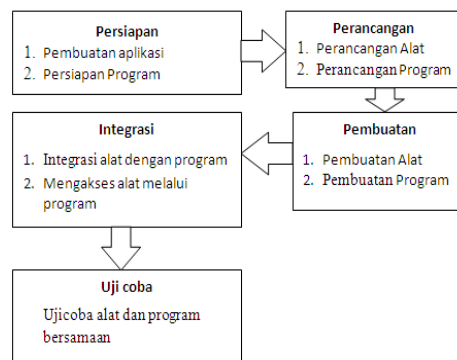 Persiapan
1. Pembuatan aplikasi
2. Persiapan Program
Perancangan
1. Perancangan Alat
2. Perancangan Program
Pembuatan
1. Pembuatan Alat
2. Pembuatan Program
Integrasi
1. Integrasi alat dengan program
2. Mengakses alat melalui
program
Uji coba
Ujicoba alat dan program
bersamaan